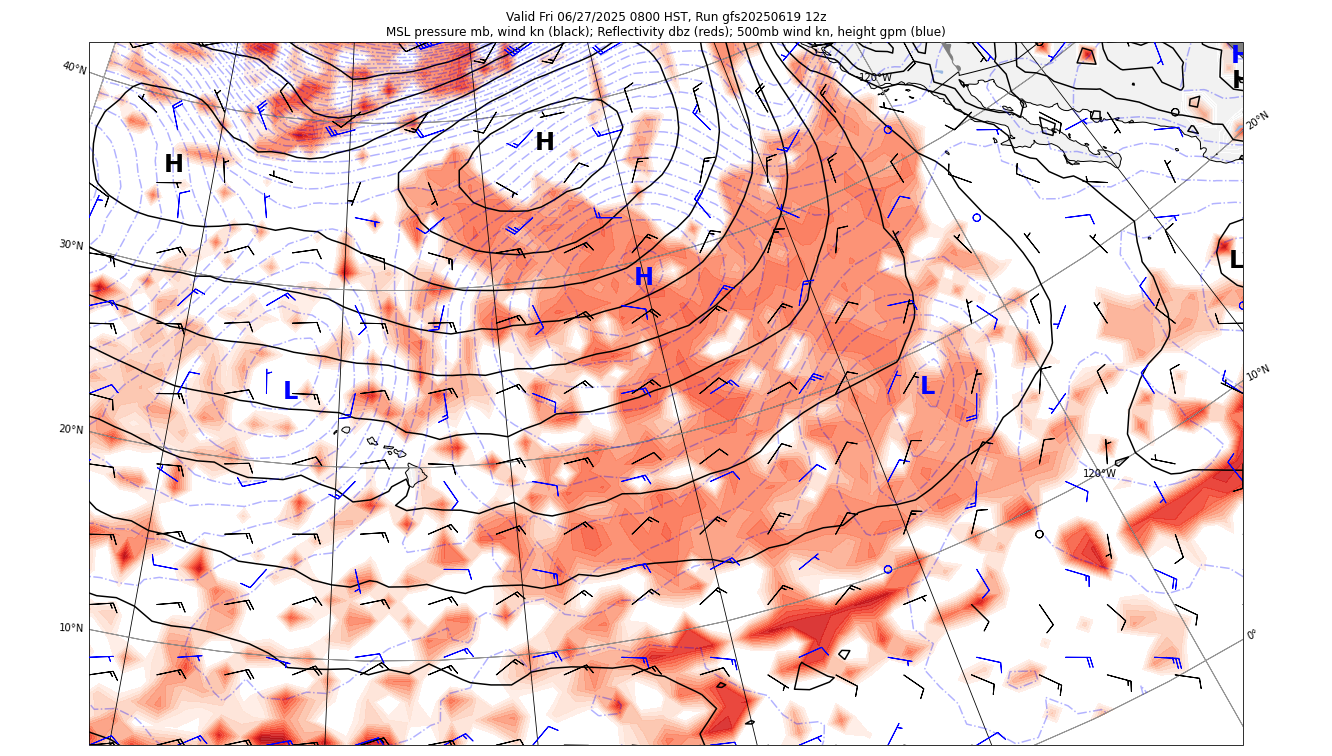 Valid Fri 06/27/2025 0800 HST, Run gfs20250619 12z
MSL pressure mb, wind kn (black); Reflectivity dbz (reds); 500mb wind kn, height gpm (blue)
H
H
40°N
120°W
20°N
H
H
30°N
L
H
10°N
L
L
20°N
120°W
10°N
0°